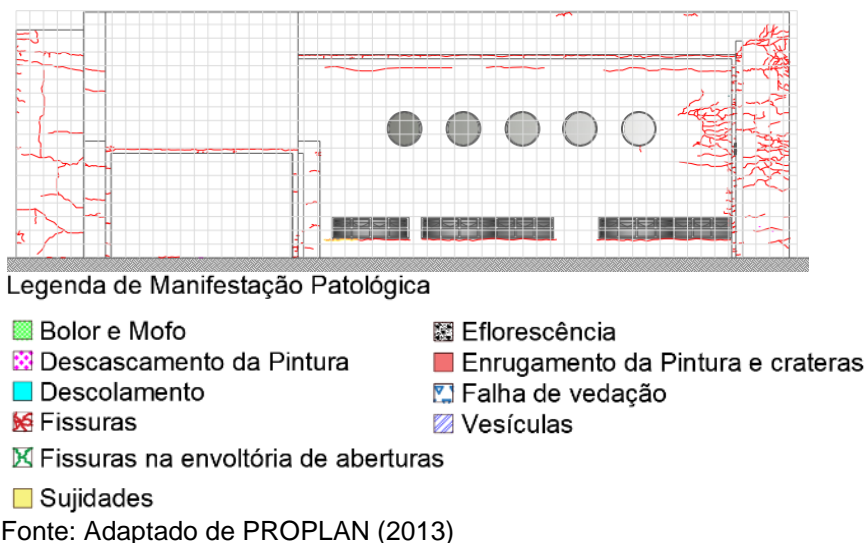 Legenda de Manifestação Patológica
Bolor e Mofo
Descascamento da Pintura
Descolamento
Fissuras
Fissuras na envoltória de aberturas
Sujidades
Eflorescência
Enrugamento da Pintura e crateras
Falha de vedação
Vesículas
Fonte: Adaptado de PROPLAN (2013)